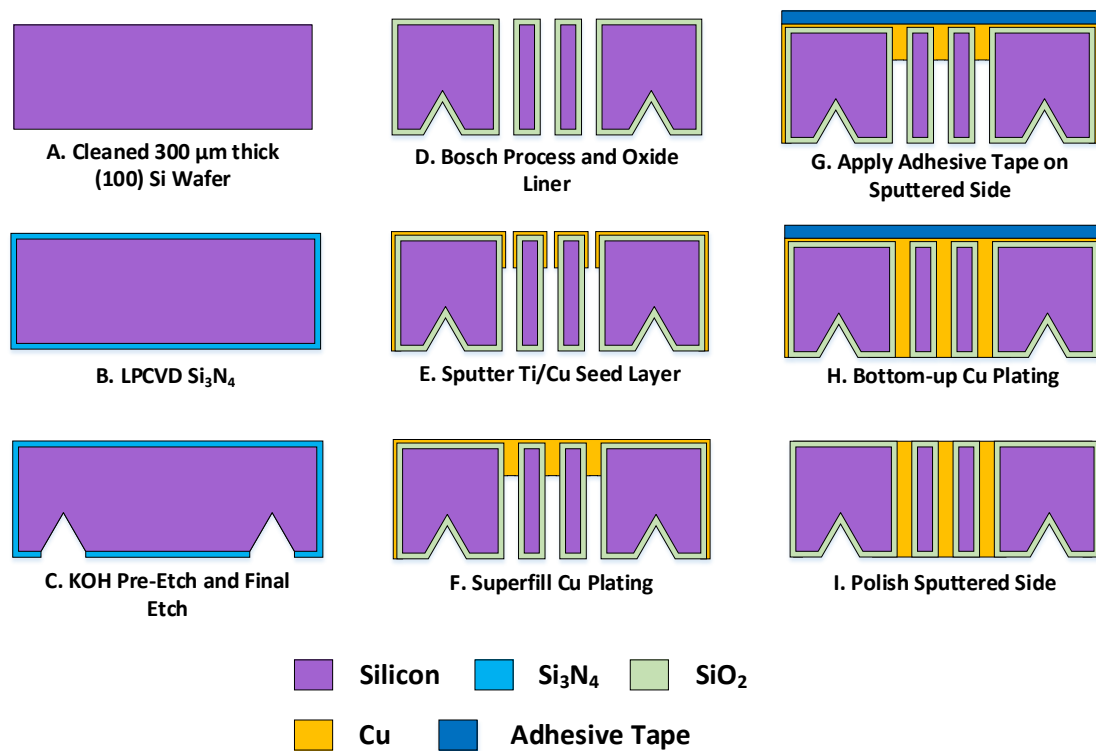 A. Cleaned 300 µm thick
(100) Si Wafer
B. LPCVD Si₃N₄
C. KOH Pre-Etch and Final
Etch
D. Bosch Process and Oxide
Liner
E. Sputter Ti/Cu Seed Layer
F. Superfill Cu Plating
G. Apply Adhesive Tape on
Sputtered Side
H. Bottom-up Cu Plating
I. Polish Sputtered Side
Silicon
Si₃N₄
SiO₂
Cu
Adhesive Tape